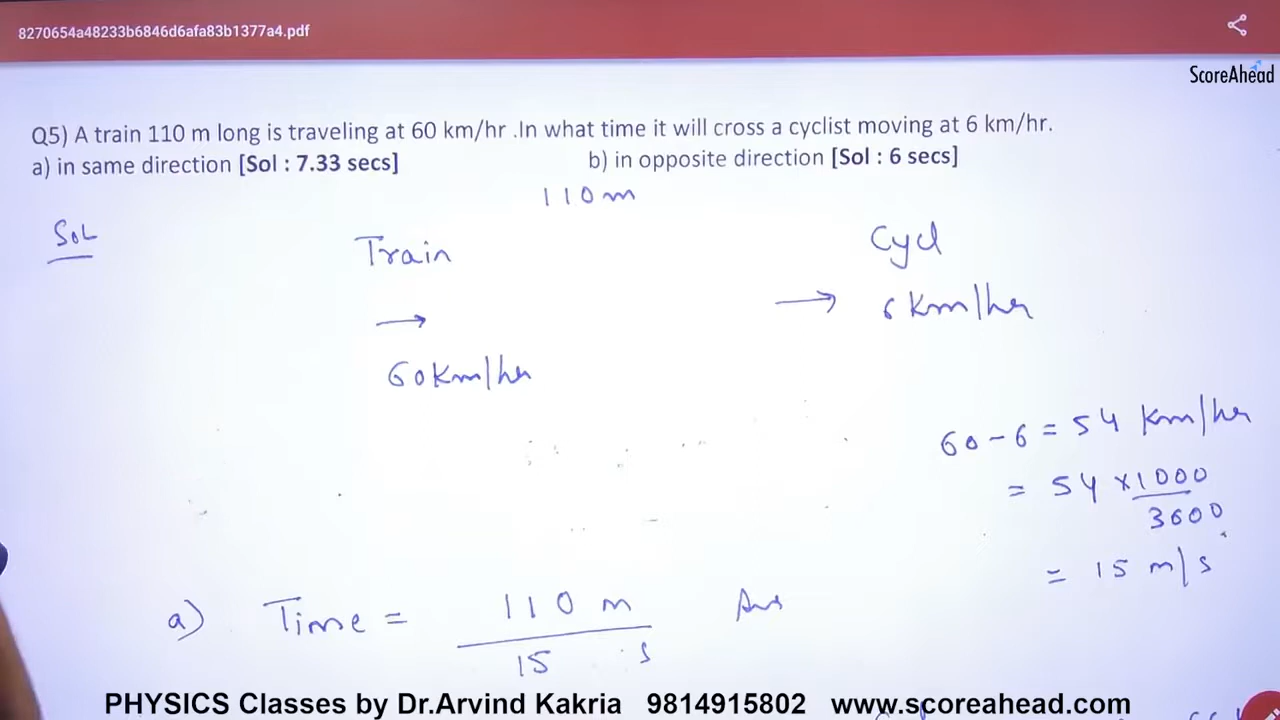 8270654a48233b6846d6afa83b1377a4.pdf
ScoreAhead
Q5) A train 110 m long is traveling at 60 km/hr .In what time it will cross a cyclist moving at 6 km/hr.
a) in same direction [Sol : 7.33 secs] b) in opposite direction [Sol : 6 secs]
110m
Sol
Train
Cycl
→ 6 Km/hr
→
60Km/hr
60 - 6 = 54 Km/hr
= 54 × 1000
3600
= 15 m/s
a) Time = 110 m Ans
15 s
PHYSICS Classes by Dr.Arvind Kakria 9814915802 www.scoreahead.com